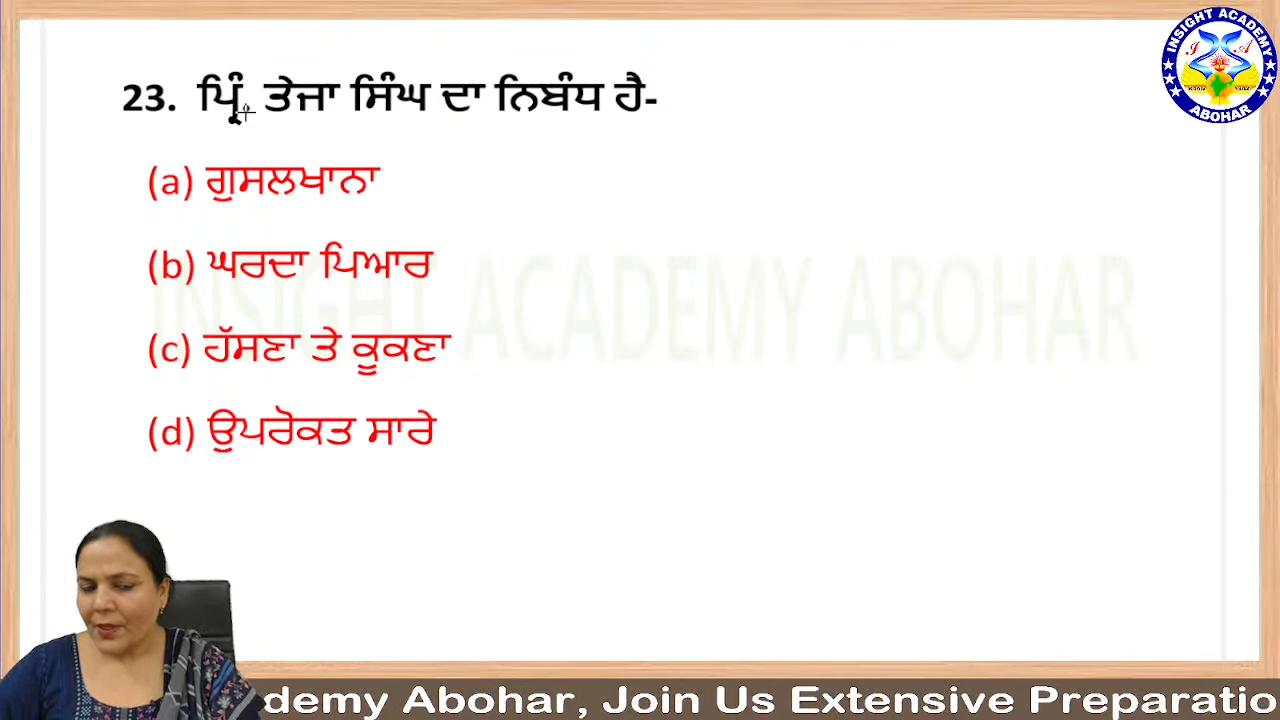 INSIGHT ACADEMY
I A
ABOHAR
23. ਪ੍ਰਿੰ ਤੇਜਾ ਸਿੰਘ ਦਾ ਨਿਬੰਧ ਹੈ-
(a) ਗੁਸਲਖਾਨਾ
(b) ਘਰਦਾ ਪਿਆਰ
(c) ਹੱਸਣਾ ਤੇ ਕੂਕਣਾ
(d) ਉਪਰੋਕਤ ਸਾਰੇ
INSIGHT ACADEMY ABOHAR
demy Abohar, Join Us Extensive Preparatio